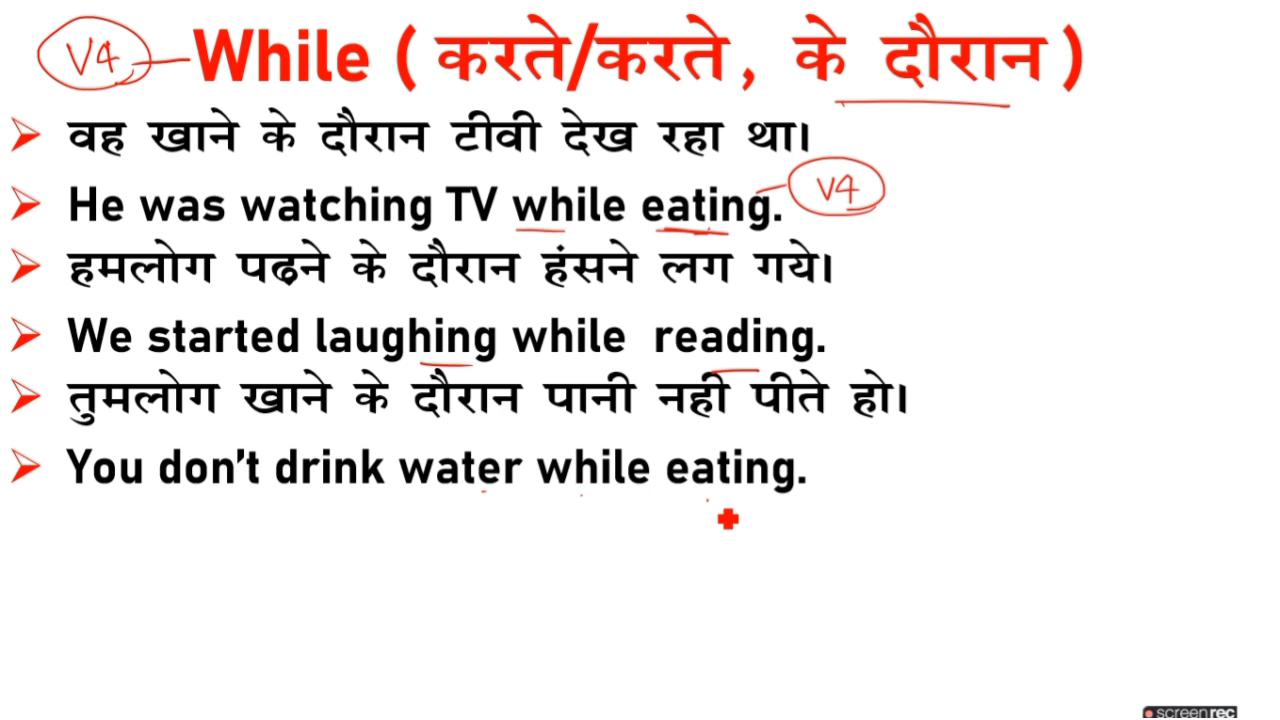 V4 While ( करते/करते, के दौरान )
वह खाने के दौरान टीवी देख रहा था।
He was watching TV while eating. V4
हमलोग पढ़ने के दौरान हंसने लग गये।
We started laughing while reading.
तुमलोग खाने के दौरान पानी नही पीते हो।
You don't drink water while eating.
screenrec